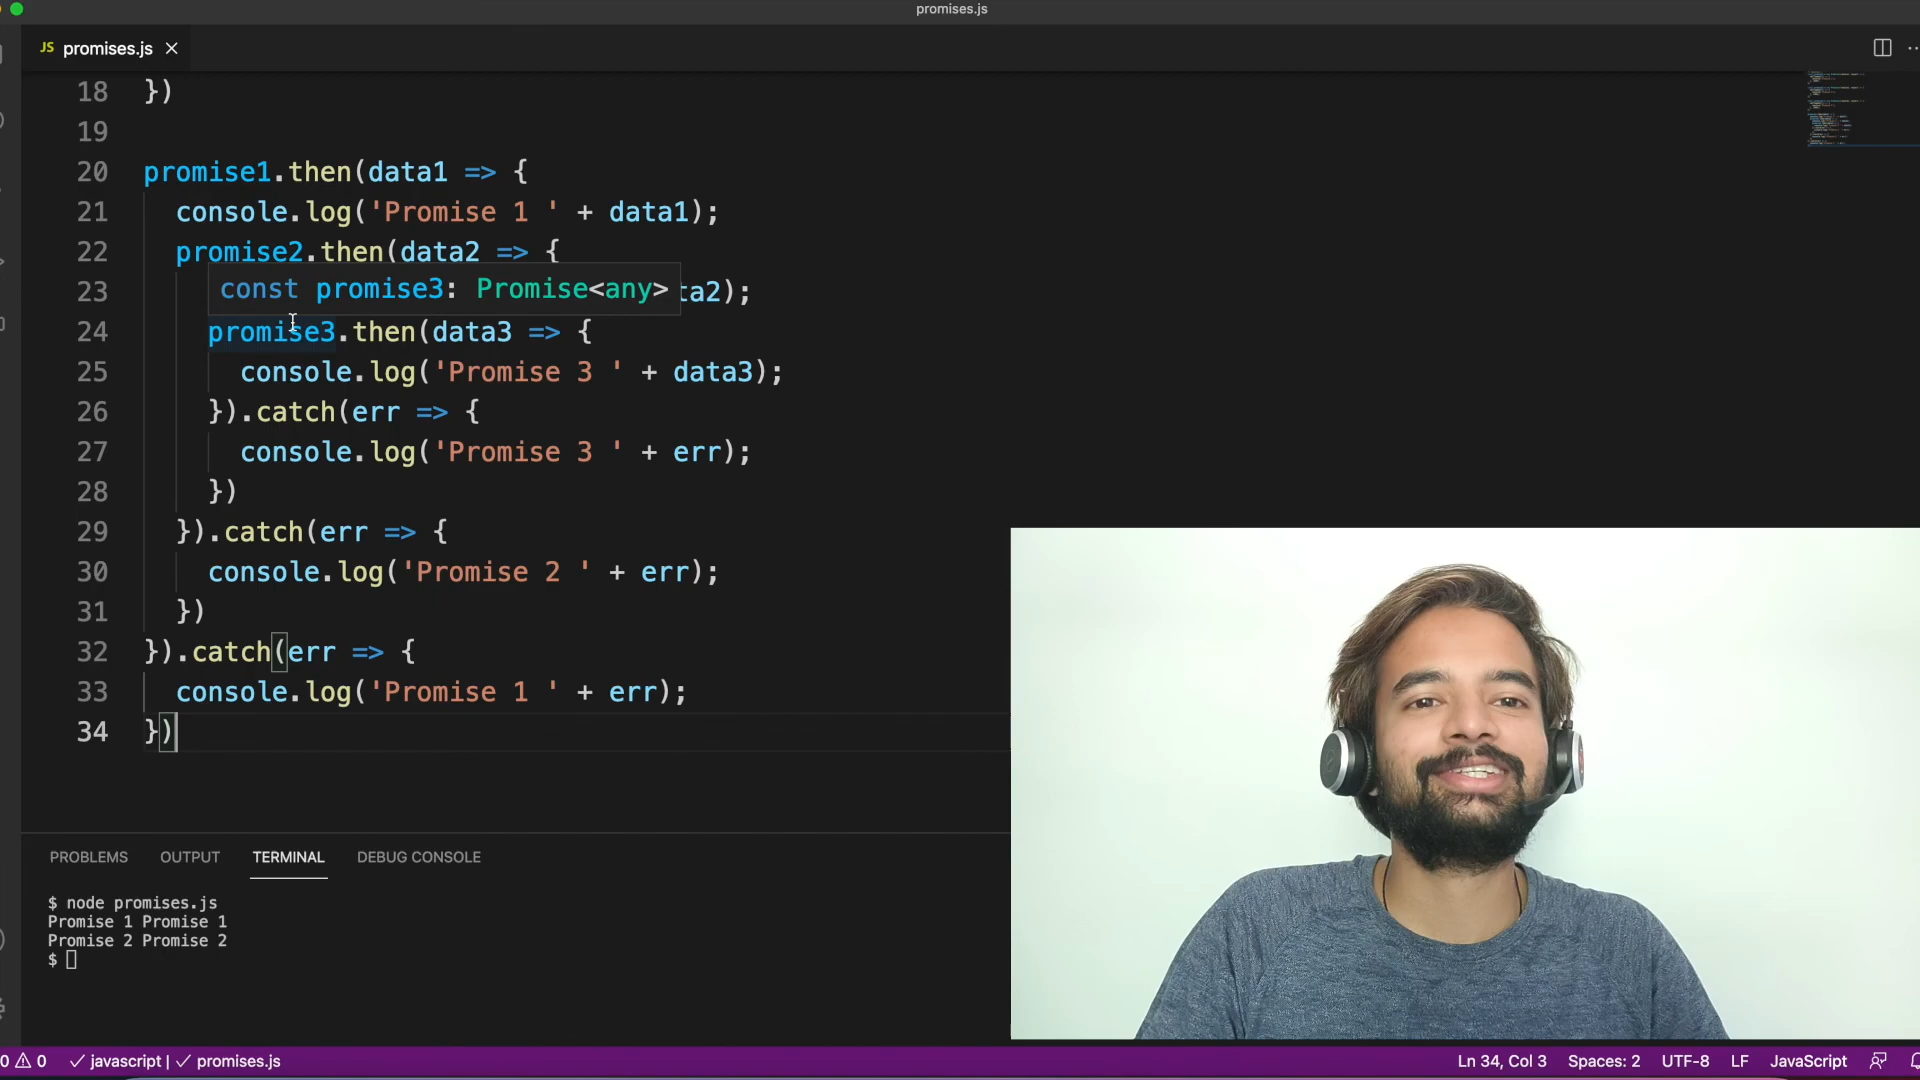 promises.js
JS promises.js
18 })
19
20 promise1.then(data1 => {
21 console.log('Promise 1 ' + data1);
22 promise2.then(data2 => {
const promise3: Promise<any>
23 ta2);
24 promise3.then(data3 => {
25 console.log('Promise 3 ' + data3);
26 }).catch(err => {
27 console.log('Promise 3 ' + err);
28 })
29 }).catch(err => {
30 console.log('Promise 2 ' + err);
31 })
32 }).catch(err => {
33 console.log('Promise 1 ' + err);
34 })
PROBLEMS OUTPUT TERMINAL DEBUG CONSOLE
$ node promises.js
Promise 1 Promise 1
Promise 2 Promise 2
$
0 0 javascript | promises.js Ln 34, Col 3 Spaces: 2 UTF-8 LF JavaScript